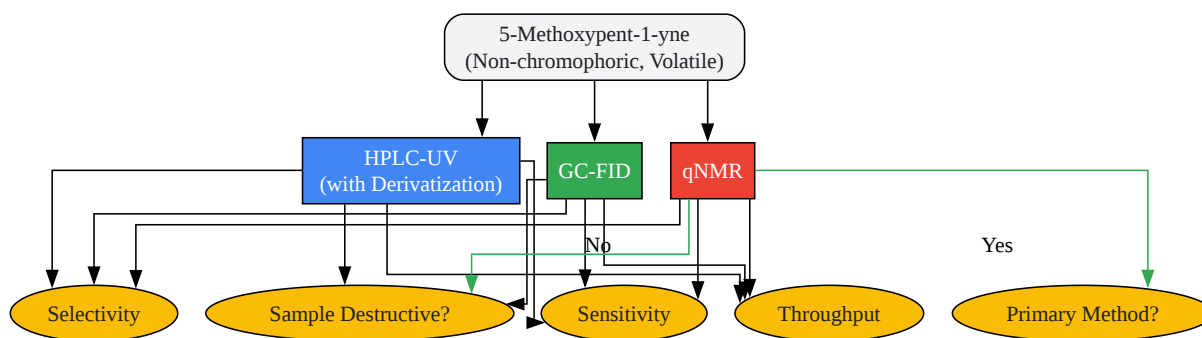 5-Methoxypent-1-yne
(Non-chromophoric, Volatile)
HPLC-UV
(with Derivatization)
GC-FID
qNMR
No
Yes
Selectivity
Sample Destructive?
Sensitivity
Throughput
Primary Method?